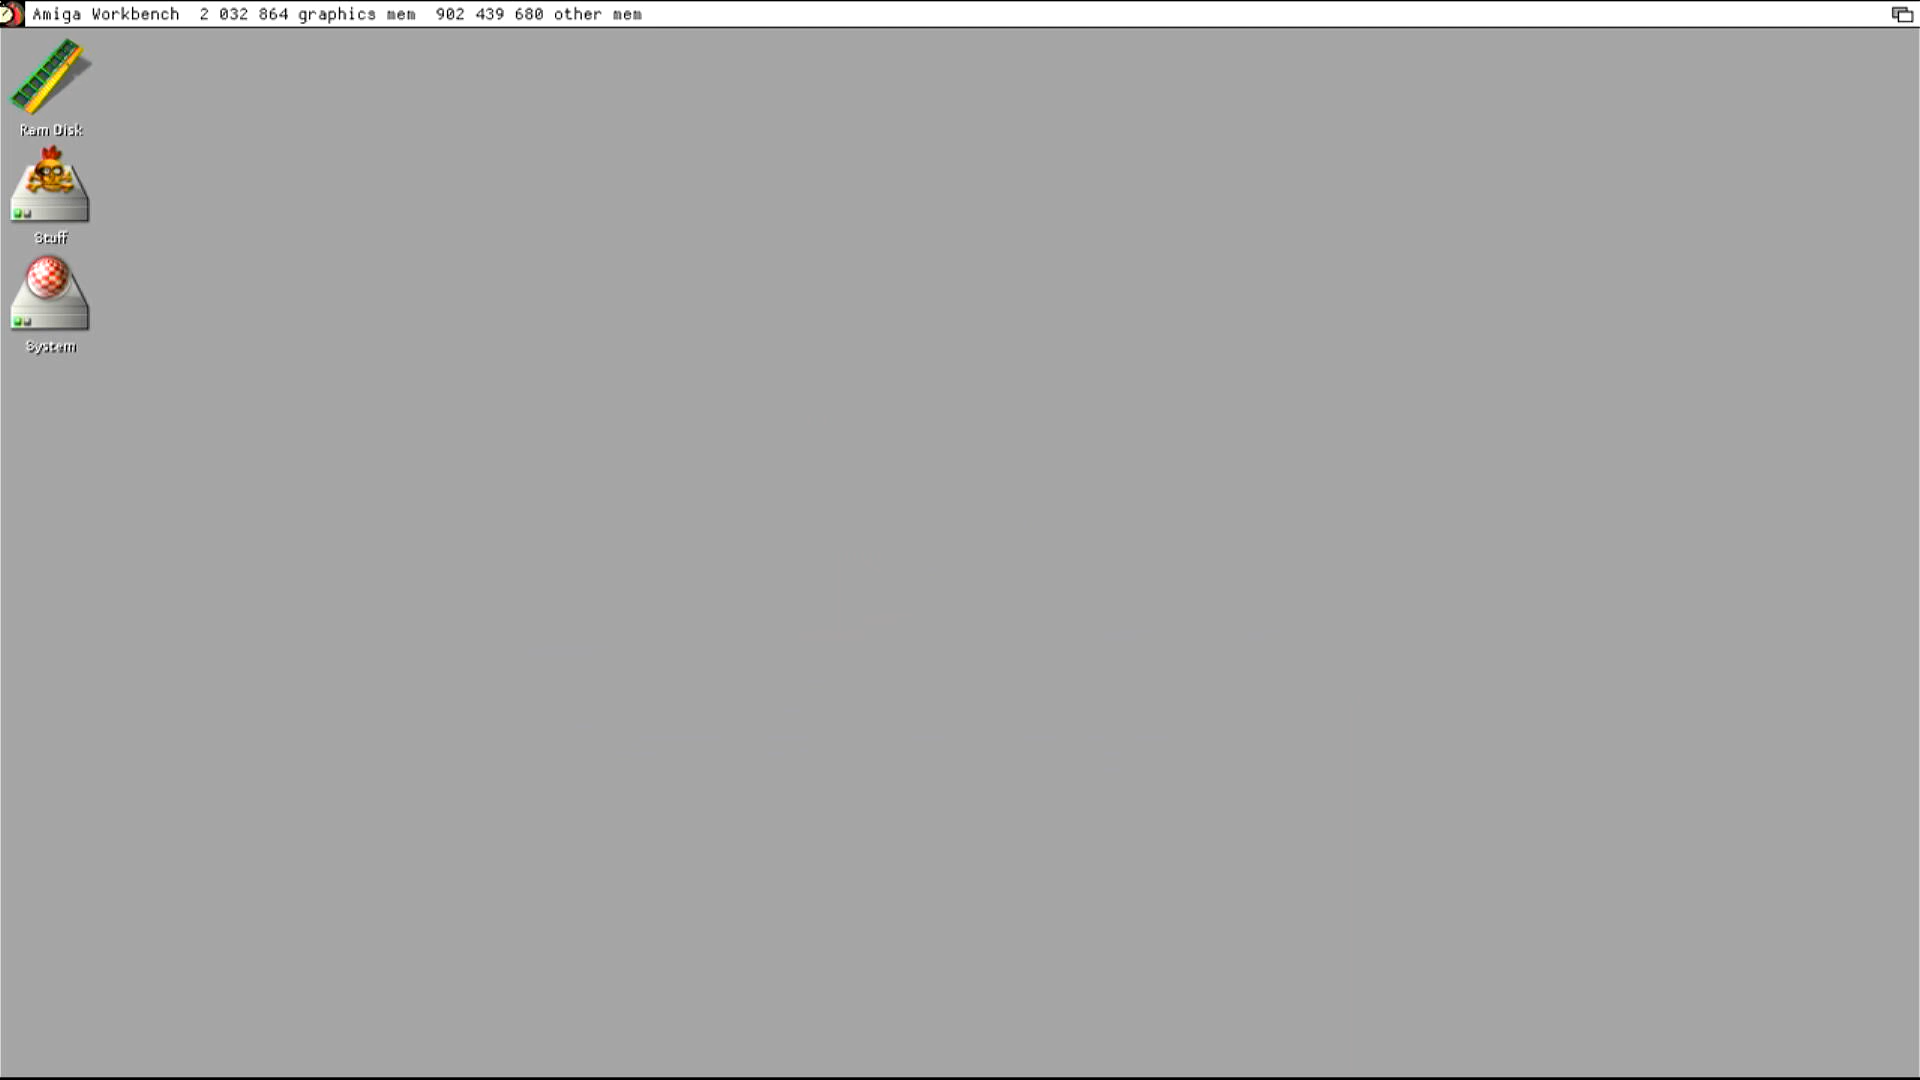 Amiga Workbench  2 032 864 graphics mem  902 439 680 other mem
Ram Disk
Stuff
System